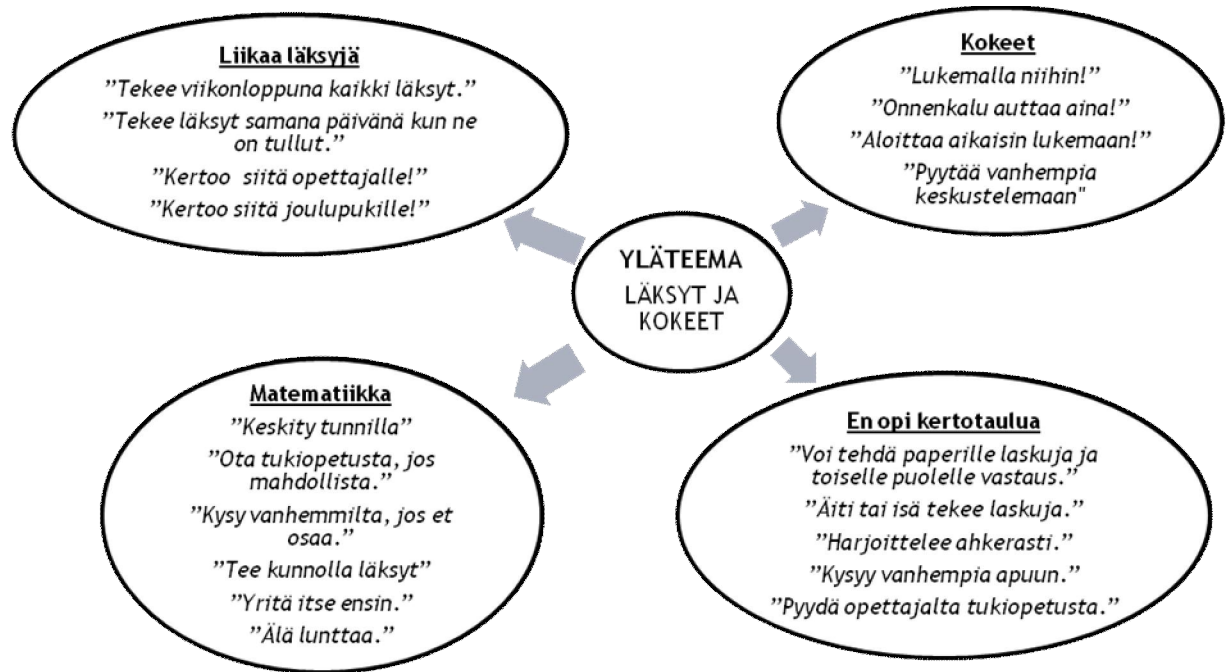 Liikaa läksyjä
”Tekee viikonloppuna kaikki läksyt.”
”Tekee läksyt samana päivänä kun ne
on tullut.”
”Kertoo siitä opettajalle!”
”Kertoo siitä joulupukille!”
Kokeet
”Lukemalla niihin!”
”Onnenkalu auttaa aina!”
”Aloittaa aikaisin lukemaan!”
”Pyytää vanhempia
keskustelemaan"
YLÄTEEMA
LÄKSYT JA
KOKEET
Matematiikka
”Keskity tunnilla”
”Ota tukiopetusta, jos
mahdollista.”
”Kysy vanhemmilta, jos et
osaa.”
”Tee kunnolla läksyt”
”Yritä itse ensin.”
”Älä lunttaa.”
En opi kertotaulua
”Voi tehdä paperille laskuja ja
toiselle puolelle vastaus.”
”Äiti tai isä tekee laskuja.”
”Harjoittelee ahkerasti.”
”Kysyy vanhempia apuun.”
”Pyydä opettajalta tukiopetusta.”